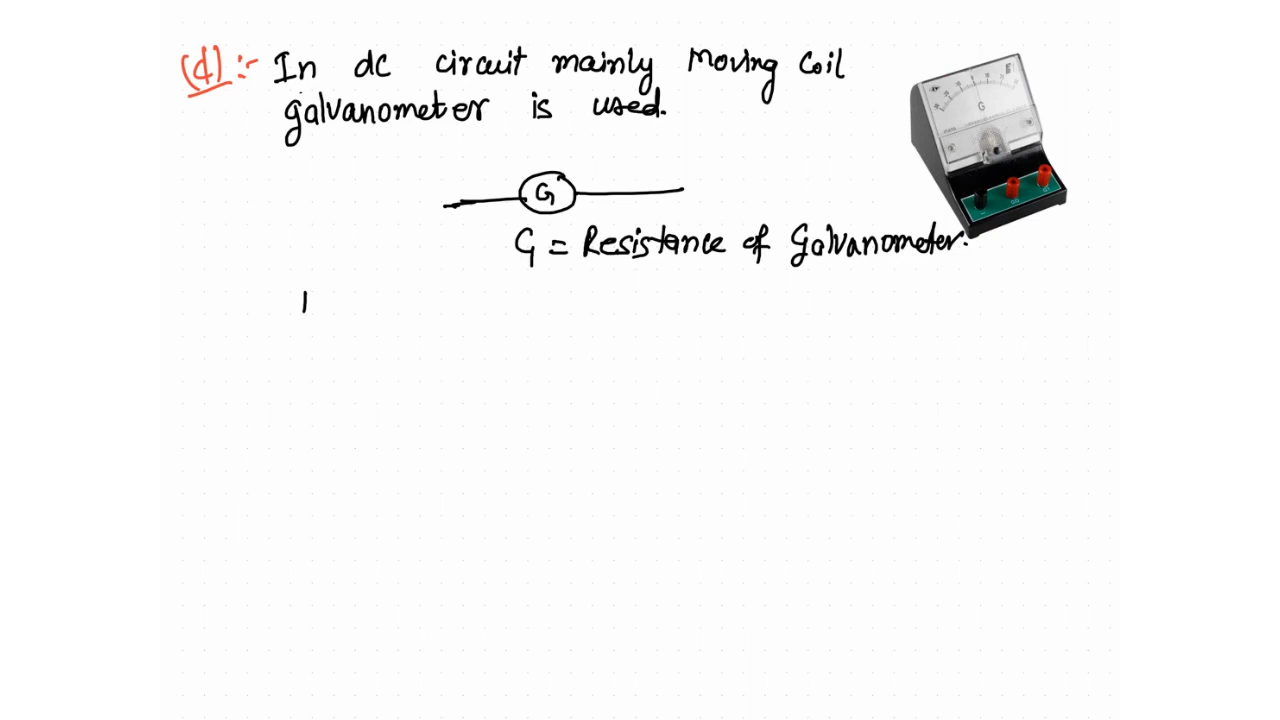 (d):- In dc circuit mainly Moving Coil
galvanometer is used.
G
G
G = Resistance of Galvanometer.